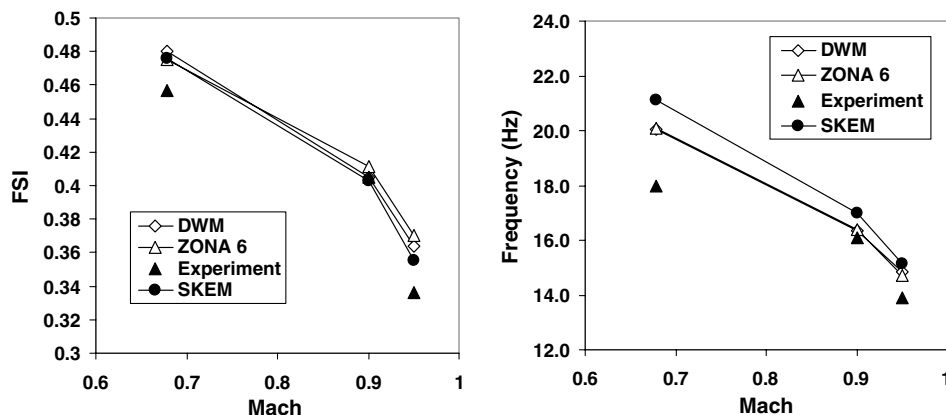 0.5
0.48
0.46
0.44
0.42
0.4
0.38
0.36
0.34
0.32
0.3
FSI
DWM
ZONA 6
Experiment
SKEM
0.6 0.7 0.8 0.9 1
Mach
24.0
22.0
20.0
18.0
16.0
14.0
12.0
Frequency (Hz)
DWM
ZONA 6
Experiment
SKEM
0.6 0.7 0.8 0.9 1
Mach